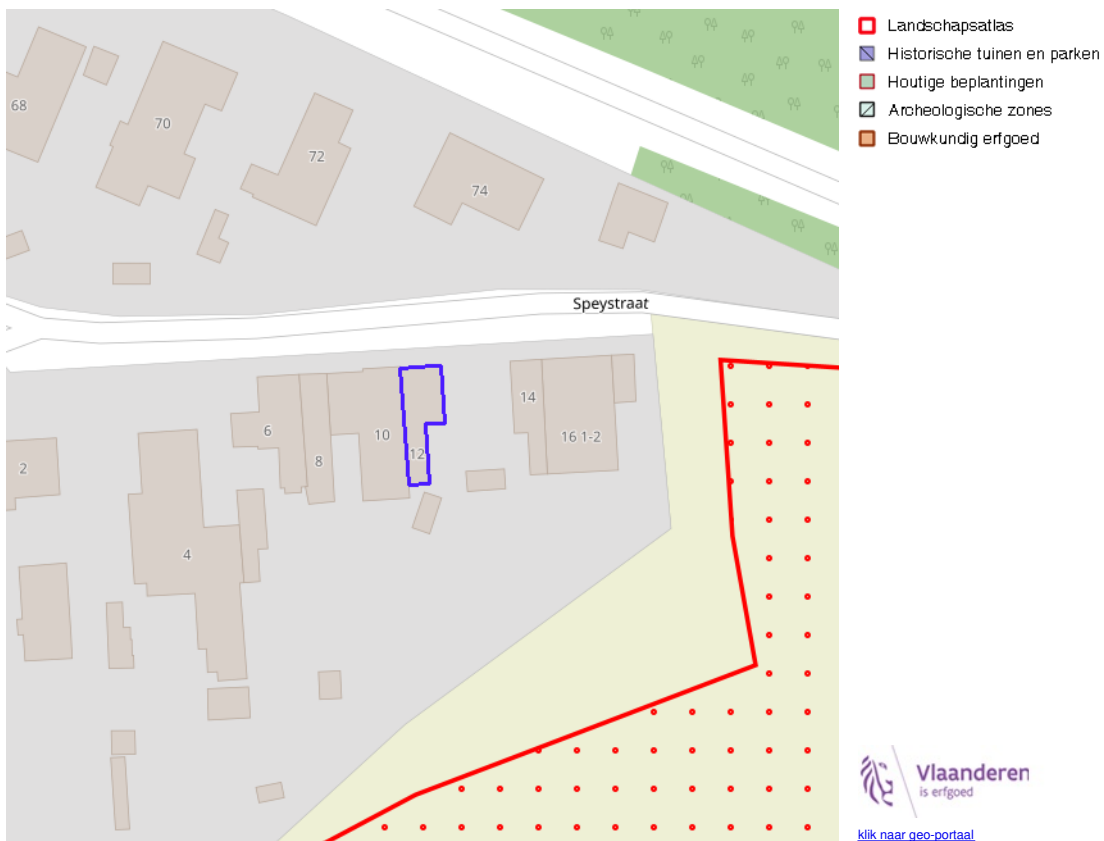 Landschapsatlas
Historische tuinen en parken
Houtige beplantingen
Archeologische zones
Bouwkundig erfgoed
68
70
72
74
Speystraat
2
4
6
8
10
12
14
16 1-2
Vlaanderen
is erfgoed
klik naar geo-portaal